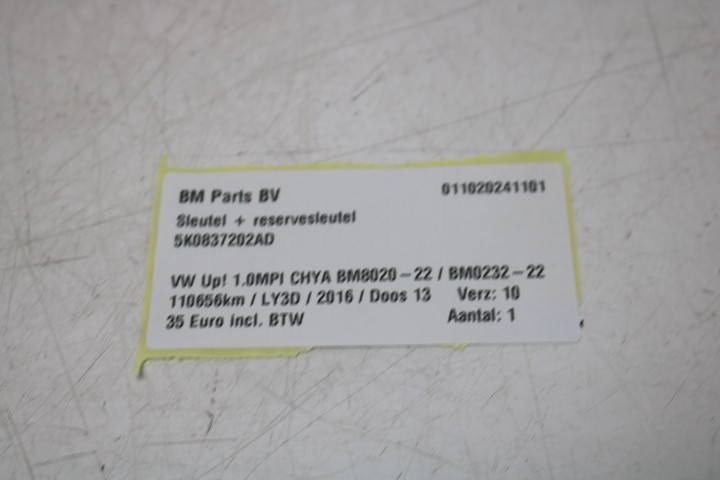 BM Parts BV 011020241101
Sleutel + reservesleutel
5K0837202AD
VW Up! 1.0MPI CHYA BM8020-22 / BM0232-22
110656km / LY3D / 2016 / Doos 13 Verz: 10
35 Euro incl. BTW Aantal: 1